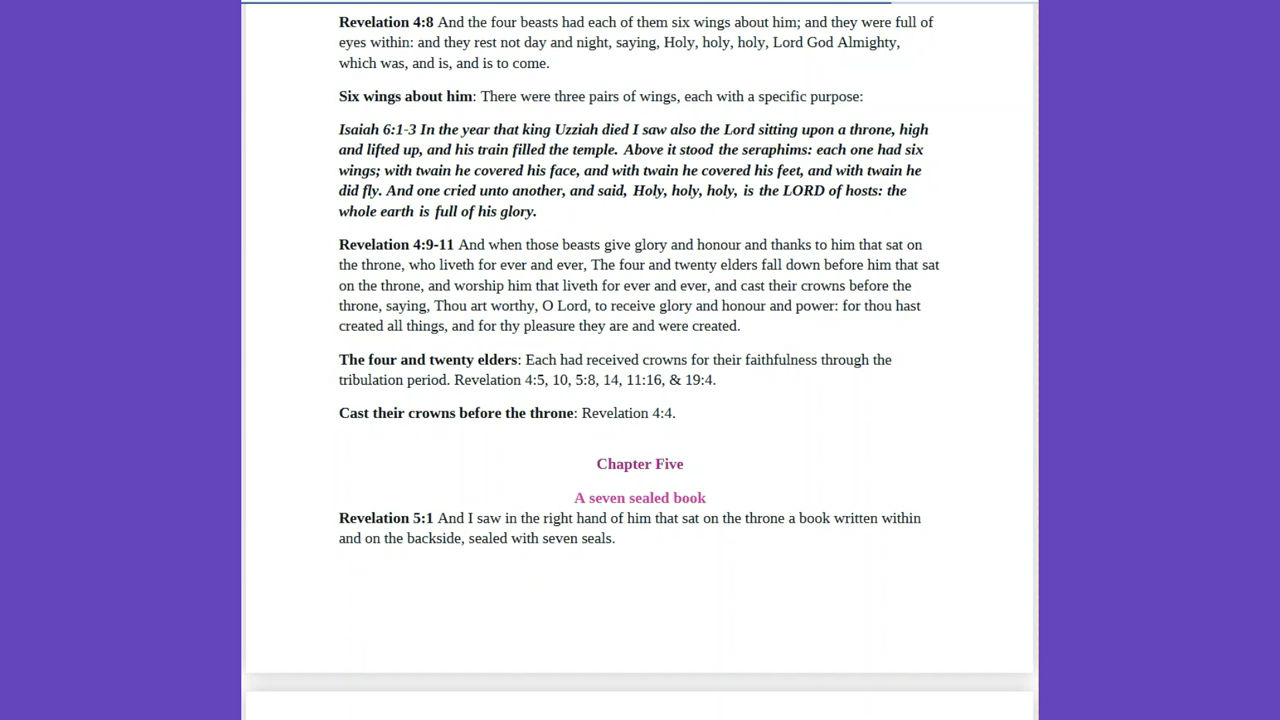 Revelation 4:8 And the four beasts had each of them six wings about him; and they were full of
eyes within: and they rest not day and night, saying, Holy, holy, holy, Lord God Almighty,
which was, and is, and is to come.
Six wings about him: There were three pairs of wings, each with a specific purpose:
Isaiah 6:1-3 In the year that king Uzziah died I saw also the Lord sitting upon a throne, high
and lifted up, and his train filled the temple. Above it stood the seraphims: each one had six
wings; with twain he covered his face, and with twain he covered his feet, and with twain he
did fly. And one cried unto another, and said, Holy, holy, holy, is the LORD of hosts: the
whole earth is full of his glory.
Revelation 4:9-11 And when those beasts give glory and honour and thanks to him that sat on
the throne, who liveth for ever and ever, The four and twenty elders fall down before him that sat
on the throne, and worship him that liveth for ever and ever, and cast their crowns before the
throne, saying, Thou art worthy, O Lord, to receive glory and honour and power: for thou hast
created all things, and for thy pleasure they are and were created.
The four and twenty elders: Each had received crowns for their faithfulness through the
tribulation period. Revelation 4:5, 10, 5:8, 14, 11:16, & 19:4.
Cast their crowns before the throne: Revelation 4:4.
Chapter Five
A seven sealed book
Revelation 5:1 And I saw in the right hand of him that sat on the throne a book written within
and on the backside, sealed with seven seals.